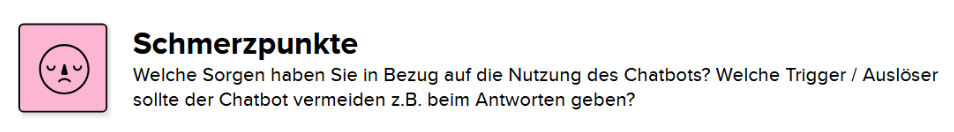 Schmerzpunkte
Welche Sorgen haben Sie in Bezug auf die Nutzung des Chatbots? Welche Trigger / Auslöser
sollte der Chatbot vermeiden z.B. beim Antworten geben?